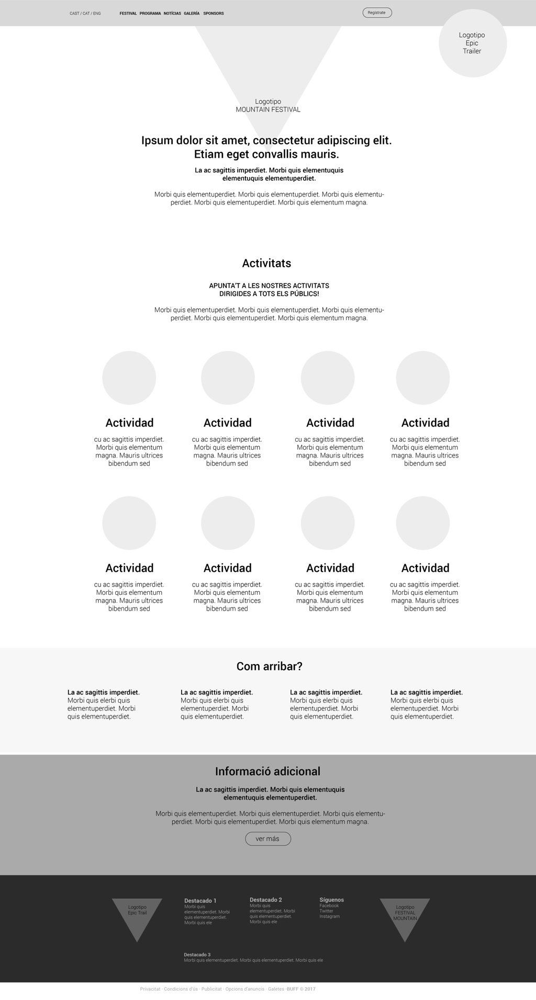 CAST / CAT / ENG
FESTIVAL PROGRAMA NOTÍCIAS GALERÍA SPONSORS
Regístrate
Logotipo
Epic
Trailer
Logotipo
MOUNTAIN FESTIVAL
Ipsum dolor sit amet, consectetur adipiscing elit.
Etiam eget convallis mauris.
La ac sagittis imperdiet. Morbi quis elementuquis
elementuquis elementuperdiet.
Morbi quis elementuperdiet. Morbi quis elementuperdiet. Morbi quis elementu-
perdiet. Morbi quis elementuperdiet. Morbi quis elementum magna.
Activitats
APUNTA'T A LES NOSTRES ACTIVITATS
DIRIGIDES A TOTS ELS PÚBLICS!
Morbi quis elementuperdiet. Morbi quis elementuperdiet. Morbi quis elementu-
perdiet. Morbi quis elementuperdiet. Morbi quis elementum magna.
Actividad
cu ac sagittis imperdiet.
Morbi quis elementum
magna. Mauris ultrices
bibendum sed
Actividad
cu ac sagittis imperdiet.
Morbi quis elementum
magna. Mauris ultrices
bibendum sed
Actividad
cu ac sagittis imperdiet.
Morbi quis elementum
magna. Mauris ultrices
bibendum sed
Actividad
cu ac sagittis imperdiet.
Morbi quis elementum
magna. Mauris ultrices
bibendum sed
Actividad
cu ac sagittis imperdiet.
Morbi quis elementum
magna. Mauris ultrices
bibendum sed
Actividad
cu ac sagittis imperdiet.
Morbi quis elementum
magna. Mauris ultrices
bibendum sed
Actividad
cu ac sagittis imperdiet.
Morbi quis elementum
magna. Mauris ultrices
bibendum sed
Actividad
cu ac sagittis imperdiet.
Morbi quis elementum
magna. Mauris ultrices
bibendum sed
Com arribar?
La ac sagittis imperdiet.
Morbi quis elerbi quis
elementuperdiet. Morbi
quis elementuperdiet.
La ac sagittis imperdiet.
Morbi quis elerbi quis
elementuperdiet. Morbi
quis elementuperdiet.
La ac sagittis imperdiet.
Morbi quis elerbi quis
elementuperdiet. Morbi
quis elementuperdiet.
La ac sagittis imperdiet.
Morbi quis elerbi quis
elementuperdiet. Morbi
quis elementuperdiet.
Informació adicional
La ac sagittis imperdiet. Morbi quis elementuquis
elementuquis elementuperdiet.
Morbi quis elementuperdiet. Morbi quis elementuperdiet. Morbi quis elementu-
perdiet. Morbi quis elementuperdiet. Morbi quis elementum magna.
ver más
Logotipo
Epic Trail
Destacado 1
Morbi quis
elementuperdiet. Morbi
quis elementuperdiet.
Morbi quis ele
Destacado 2
Morbi quis
elementuperdiet. Morbi
quis elementuperdiet.
Morbi quis ele
Síguenos
Facebook
Twitter
Instagram
Logotipo
FESTIVAL
MOUNTAIN
Destacado 3
Morbi quis elementuperdiet. Morbi quis elementuperdiet. Morbi quis ele
Privacitat · Condicions d'ús · Publicitat · Opcions d'anuncis · Galetes ·BUFF © 2017